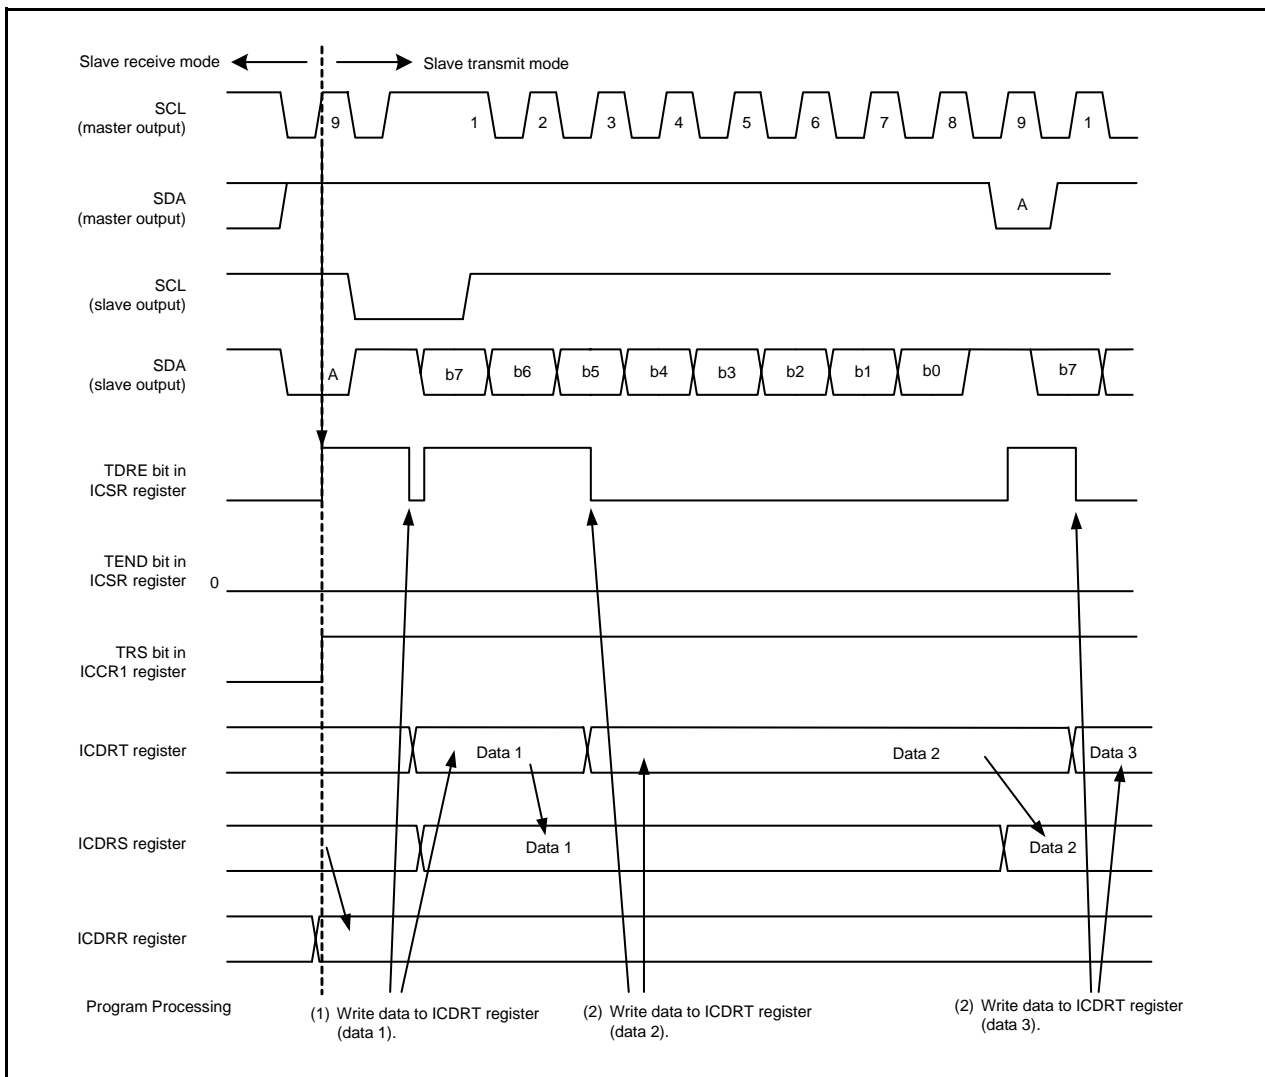 Slave receive mode
Slave transmit mode
SCL
(master output)
9 1 2 3 4 5 6 7 8 9 1
SDA
(master output)
A
SCL
(slave output)
SDA
(slave output)
A b7 b6 b5 b4 b3 b2 b1 b0 b7
TDRE bit in
ICSR register
TEND bit in
ICSR register
0
TRS bit in
ICCR1 register
ICDRT register
Data 1
Data 2
Data 3
ICDRS register
Data 1
Data 2
ICDRR register
Program Processing
(1) Write data to ICDRT register
(data 1).
(2) Write data to ICDRT register
(data 2).
(2) Write data to ICDRT register
(data 3).